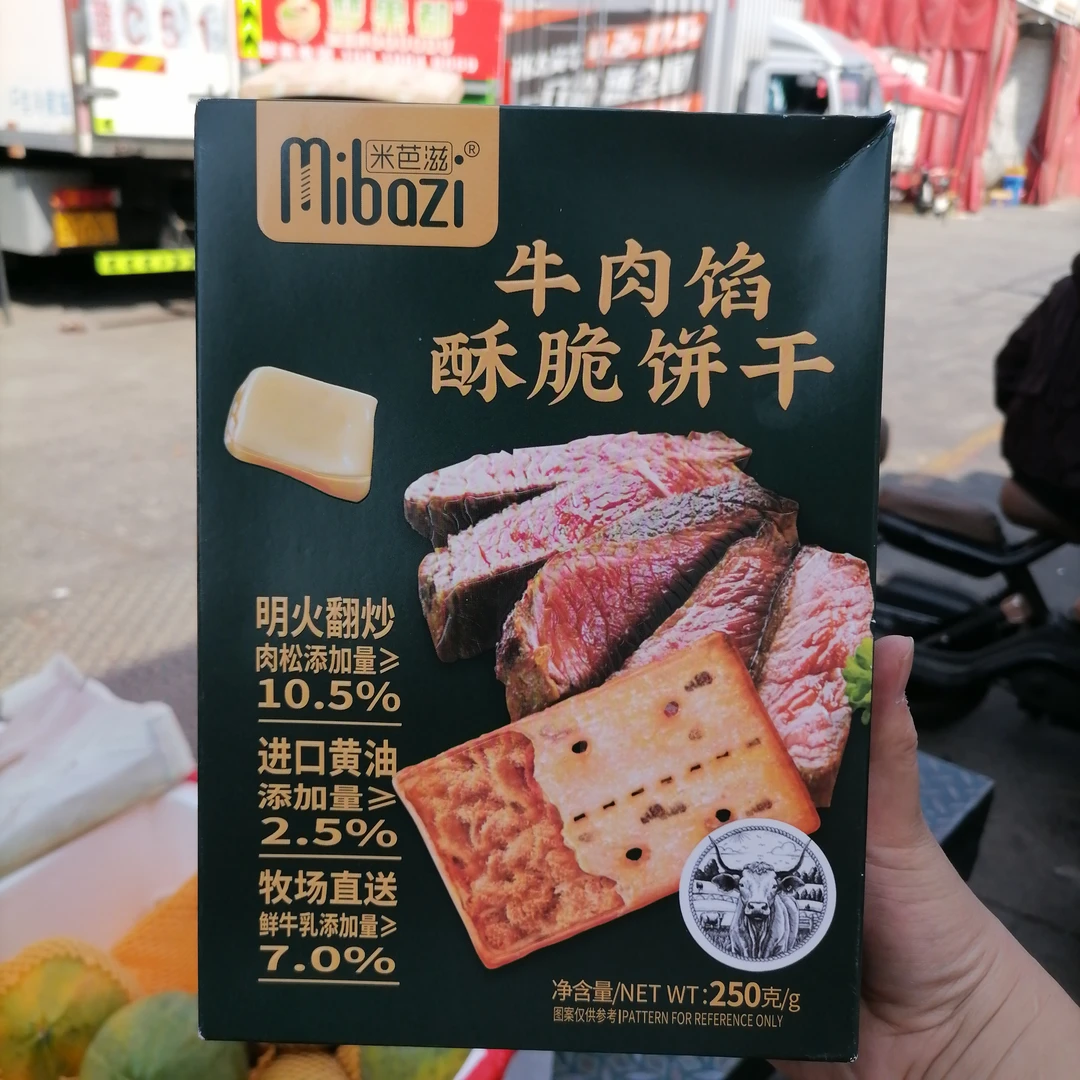 米芭滋®
Mibazi
牛肉馅
酥脆饼干
明火翻炒
肉松添加量≥
10.5%
进口黄油
添加量≥
2.5%
牧场直送
鲜牛乳添加量≥
7.0%
净含量/NET WT:250克/g
图案仅供参考|PATTERN FOR REFERENCE ONLY